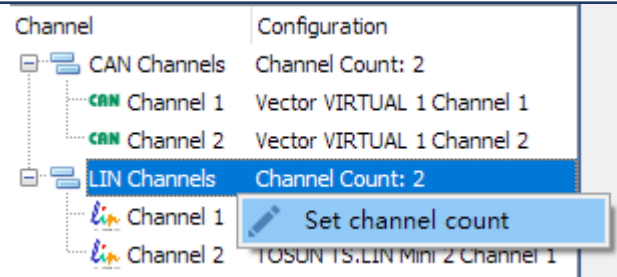 Channel Configuration
CAN Channels Channel Count: 2
CAN Channel 1 Vector VIRTUAL 1 Channel 1
CAN Channel 2 Vector VIRTUAL 1 Channel 2
LIN Channels Channel Count: 2
Lin Channel 1 Set channel count
Lin Channel 2 TOSUN TS.LIN Mini 2 Channel 1